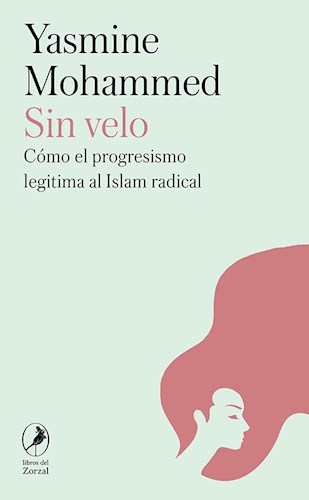 Yasmine
Mohammed
Sin velo
Cómo el progresismo
legitima al Islam radical
libros del
Zorzal